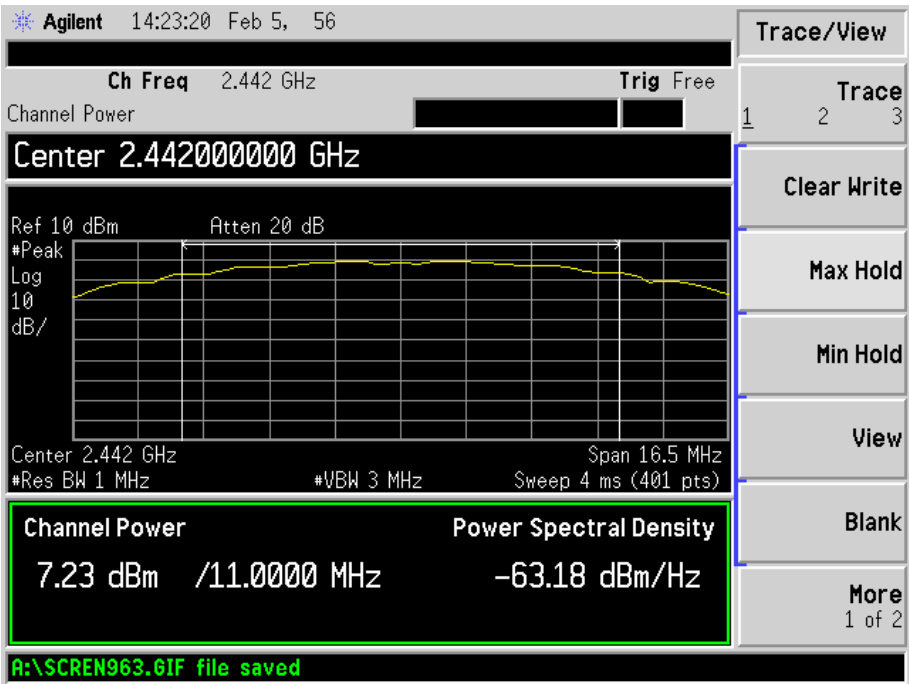 Agilent 14:23:20 Feb 5, 56
Trace/View
Ch Freq 2.442 GHz Trig Free
Channel Power
Center 2.442000000 GHz
Ref 10 dBm Atten 20 dB
#Peak
Log
10
dB/
Center 2.442 GHz Span 16.5 MHz
#Res BW 1 MHz #VBW 3 MHz Sweep 4 ms (401 pts)
Channel Power Power Spectral Density
7.23 dBm /11.0000 MHz -63.18 dBm/Hz
A:\SCREN963.GIF file saved
Trace
1 2 3
Clear Write
Max Hold
Min Hold
View
Blank
More
1 of 2